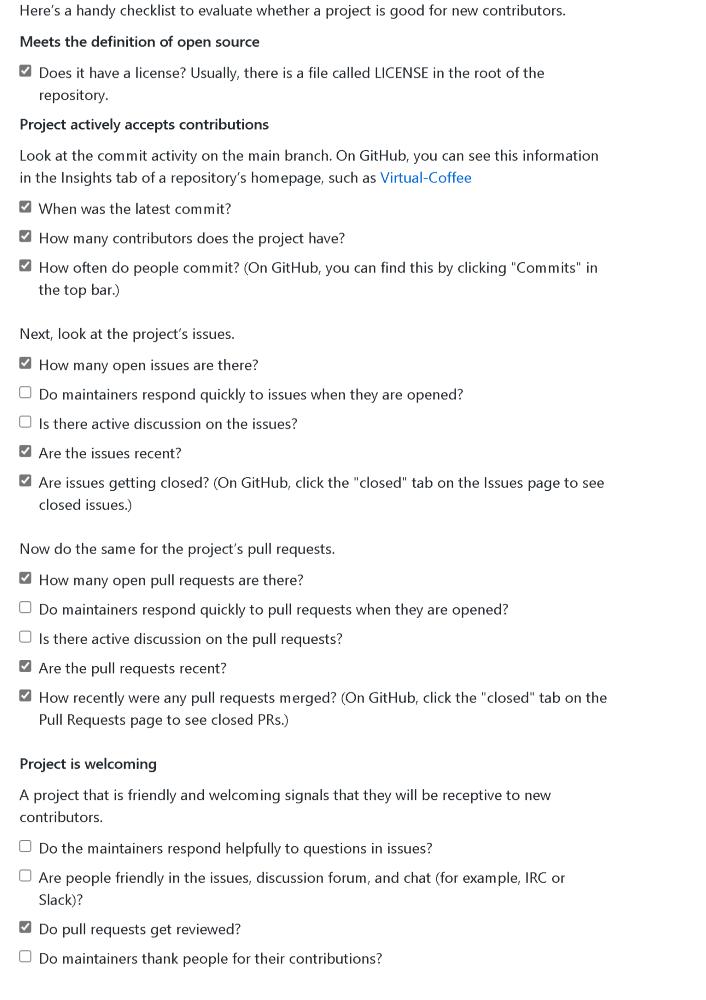 Here's a handy checklist to evaluate whether a project is good for new contributors.
Meets the definition of open source
Does it have a license? Usually, there is a file called LICENSE in the root of the
repository.
Project actively accepts contributions
Look at the commit activity on the main branch. On GitHub, you can see this information
in the Insights tab of a repository's homepage, such as Virtual-Coffee
When was the latest commit?
How many contributors does the project have?
How often do people commit? (On GitHub, you can find this by clicking "Commits" in
the top bar.)
Next, look at the project's issues.
How many open issues are there?
Do maintainers respond quickly to issues when they are opened?
Is there active discussion on the issues?
Are the issues recent?
Are issues getting closed? (On GitHub, click the "closed" tab on the Issues page to see
closed issues.)
Now do the same for the project's pull requests.
How many open pull requests are there?
Do maintainers respond quickly to pull requests when they are opened?
Is there active discussion on the pull requests?
Are the pull requests recent?
How recently were any pull requests merged? (On GitHub, click the "closed" tab on the
Pull Requests page to see closed PRs.)
Project is welcoming
A project that is friendly and welcoming signals that they will be receptive to new
contributors.
Do the maintainers respond helpfully to questions in issues?
Are people friendly in the issues, discussion forum, and chat (for example, IRC or
Slack)?
Do pull requests get reviewed?
Do maintainers thank people for their contributions?